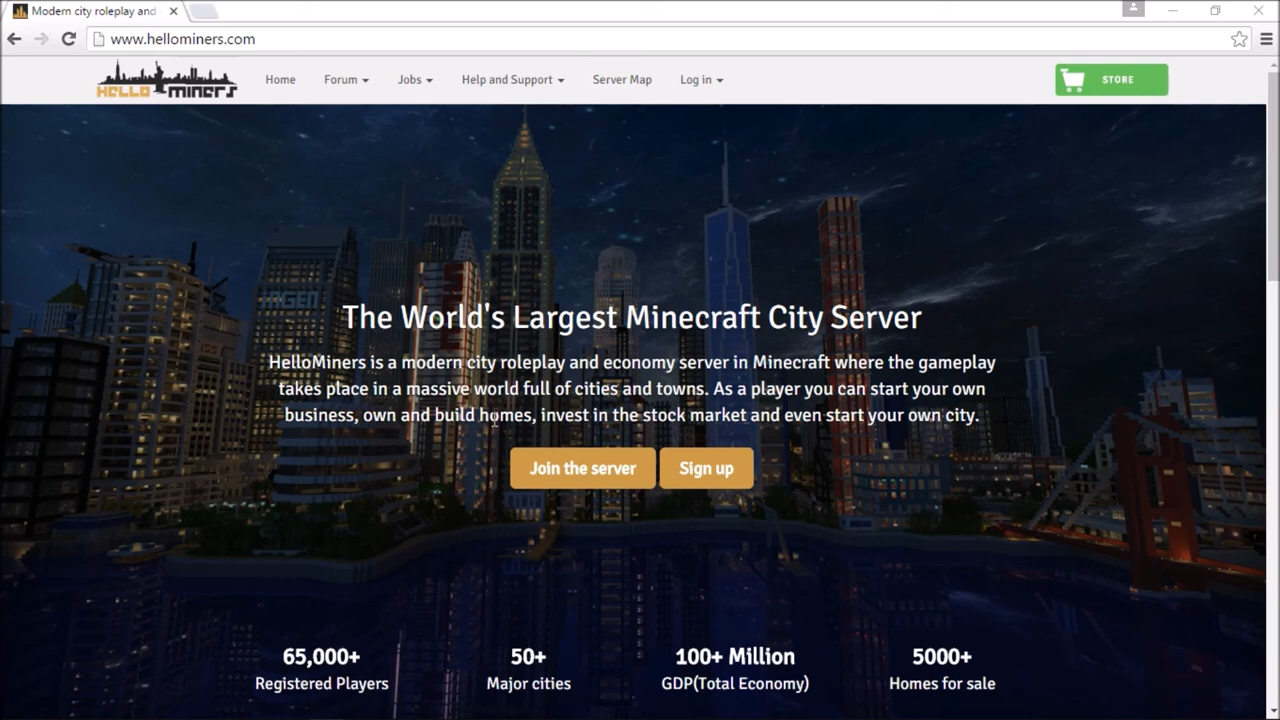 Modern city roleplay and
www.hellominers.com
HELLO MINERS
Home
Forum
Jobs
Help and Support
Server Map
Log in
STORE
The World's Largest Minecraft City Server
HelloMiners is a modern city roleplay and economy server in Minecraft where the gameplay
takes place in a massive world full of cities and towns. As a player you can start your own
business, own and build homes, invest in the stock market and even start your own city.
Join the server
Sign up
65,000+
Registered Players
50+
Major cities
100+ Million
GDP(Total Economy)
5000+
Homes for sale